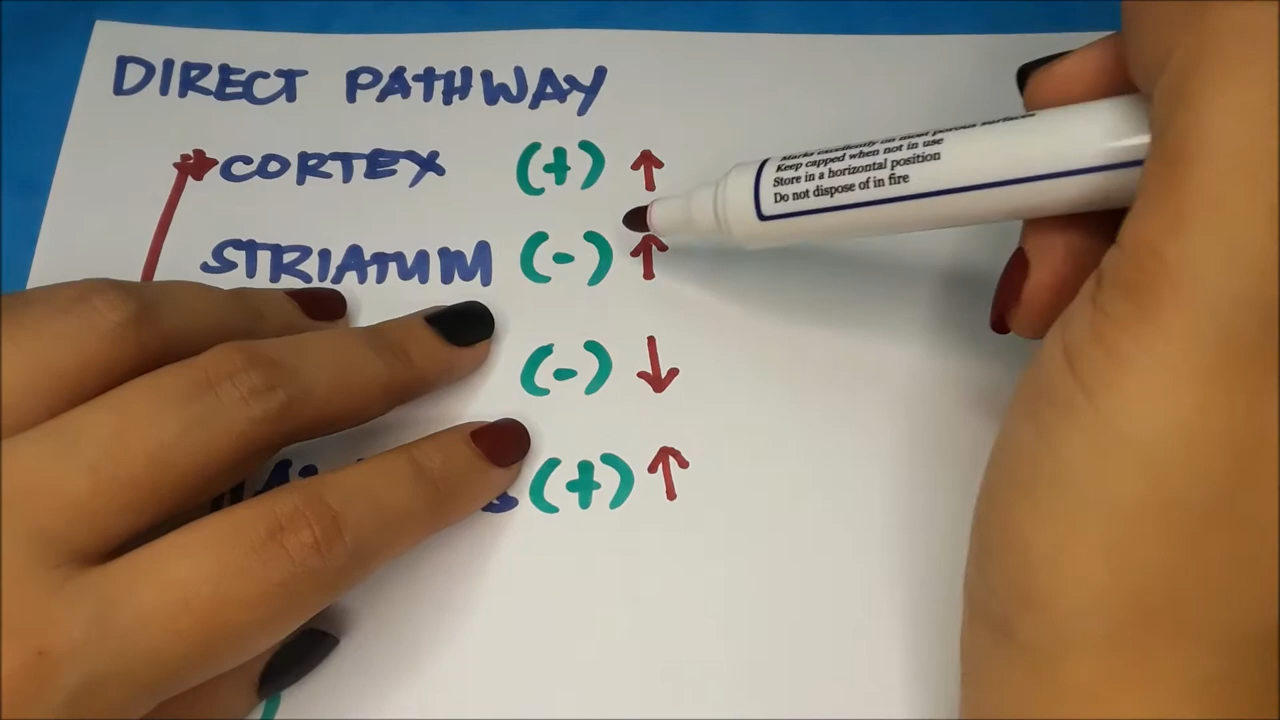 DIRECT PATHWAY
CORTEX (+) ↑
STRIATUM (-) ↑
(-) ↓
(+) ↑
Marks excellently on most porous surfaces
Keep capped when not in use
Store in a horizontal position
Do not dispose of in fire